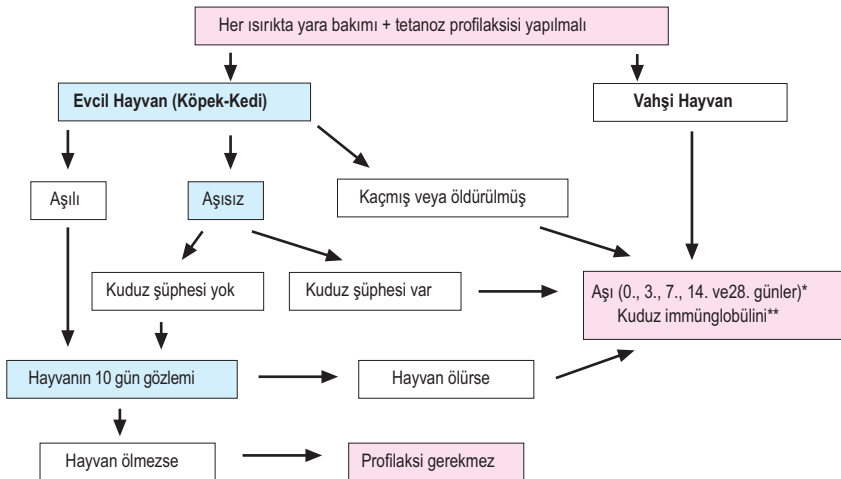 Her ısırıkta yara bakımı + tetanoz profilaksisi yapılmalı
Evcil Hayvan (Köpek-Kedi)
Vahşi Hayvan
Aşılı
Aşısız
Kaçmış veya öldürülmüş
Kuduz şüphesi yok
Kuduz şüphesi var
Aşı (0., 3., 7., 14. ve28. günler)*
Kuduz immünglobülini**
Hayvanın 10 gün gözlemi
Hayvan ölürse
Hayvan ölmezse
Profilaksi gerekmez